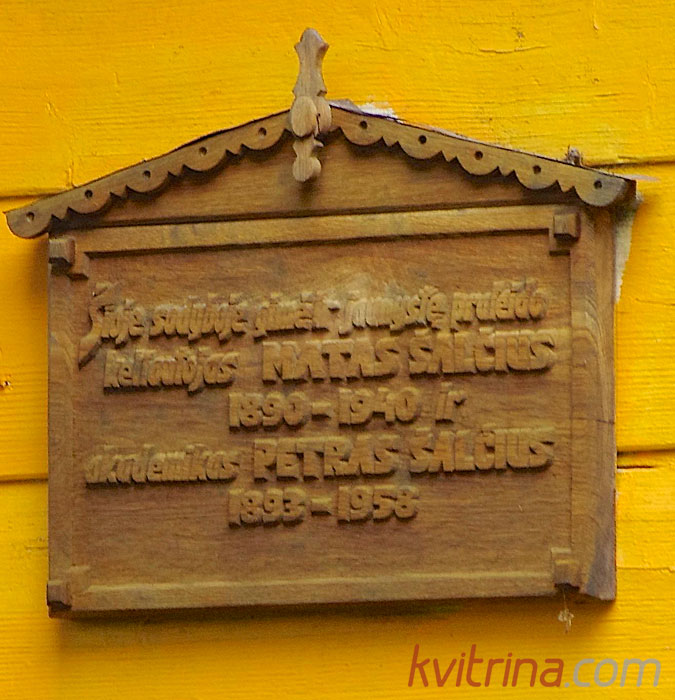 Šioje sodyboje gimė ir jaunystę praleido
keliautojas MATAS ŠALČIUS
1890-1940 ir
akademikas PETRAS ŠALČIUS
1893-1958
kvitrina.com